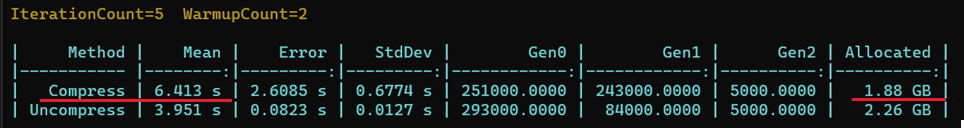 IterationCount=5  WarmupCount=2
|     Method |    Mean |    Error |   StdDev |        Gen0 |        Gen1 |      Gen2 | Allocated |
|----------- |--------:|---------:|---------:|------------:|------------:|----------:|----------:|
|   Compress | 6.413 s | 2.6085 s | 0.6774 s | 251000.0000 | 243000.0000 | 5000.0000 |   1.88 GB |
| Uncompress | 3.951 s | 0.0823 s | 0.0127 s | 293000.0000 |  84000.0000 | 5000.0000 |   2.26 GB |